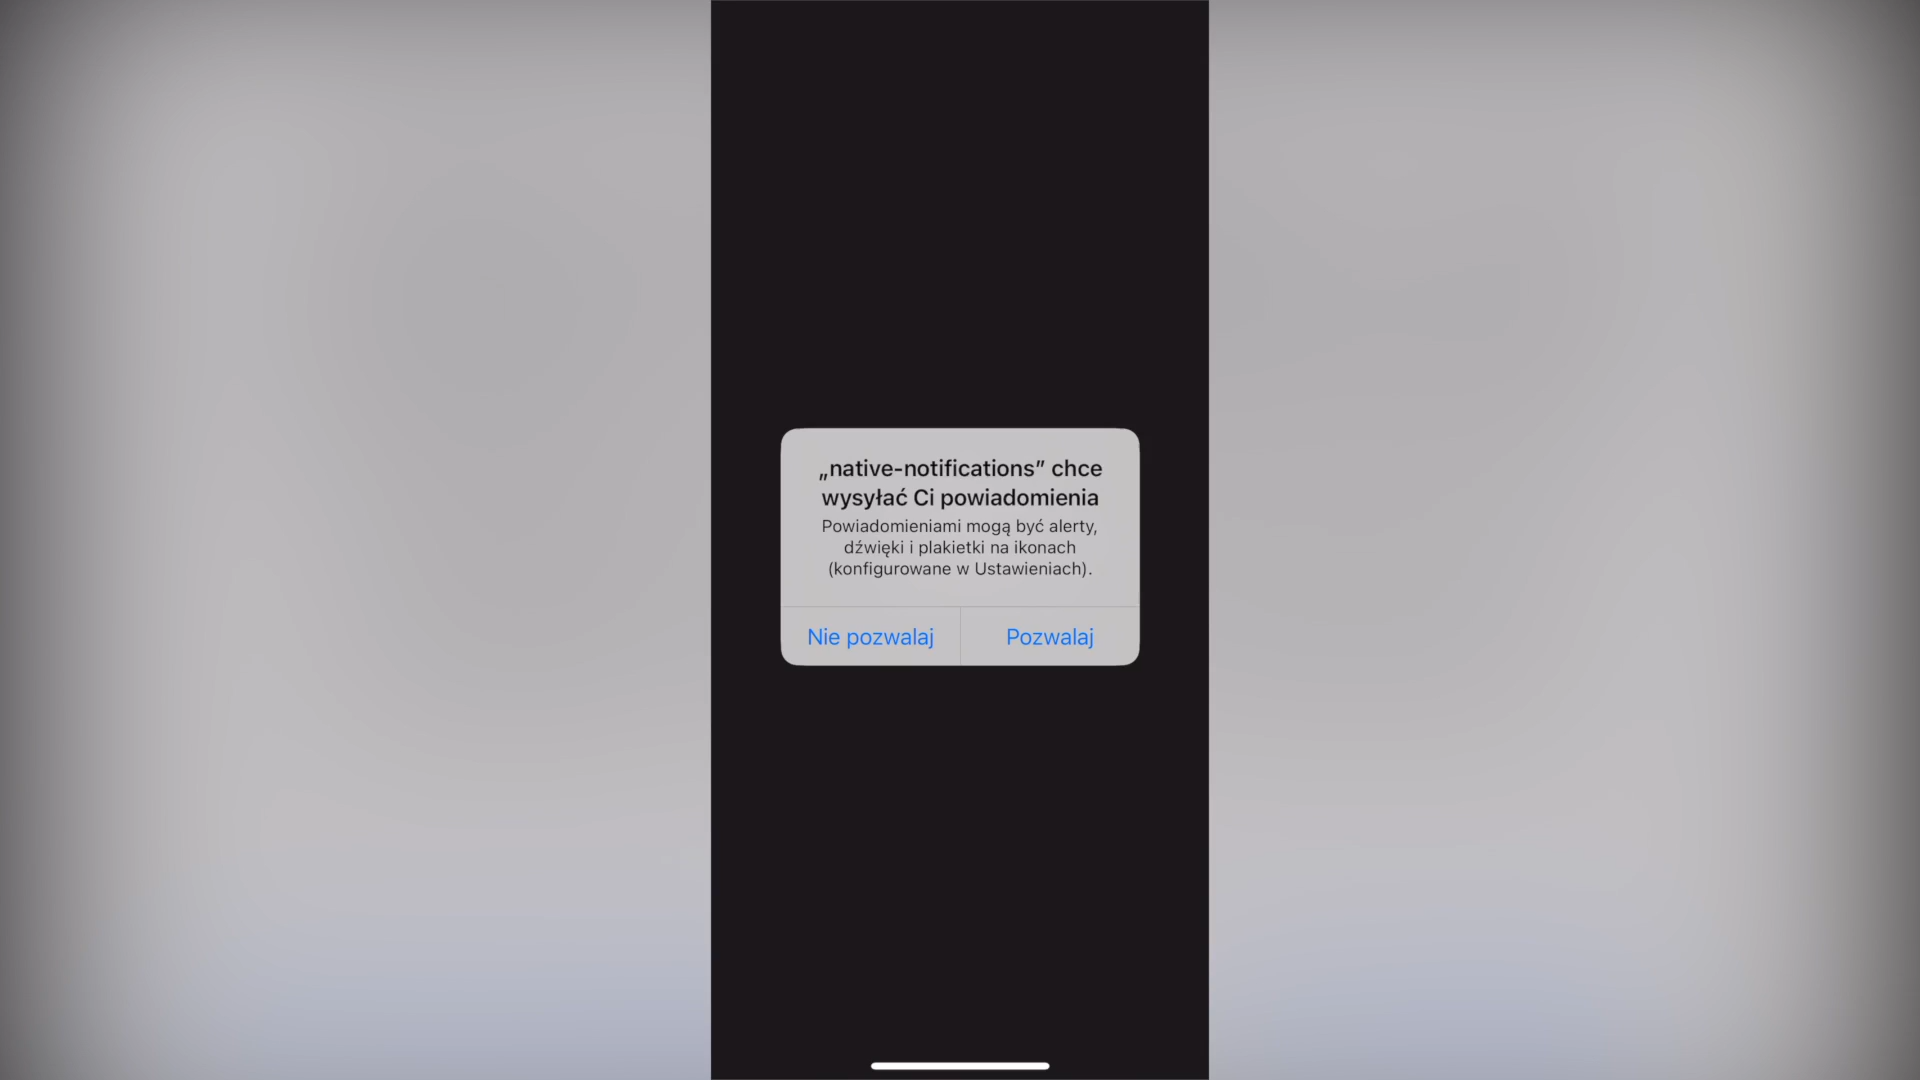 „native-notifications” chce
wysyłać Ci powiadomienia
Powiadomieniami mogą być alerty,
dźwięki i plakietki na ikonach
(konfigurowane w Ustawieniach).
Nie pozwalaj
Pozwalaj